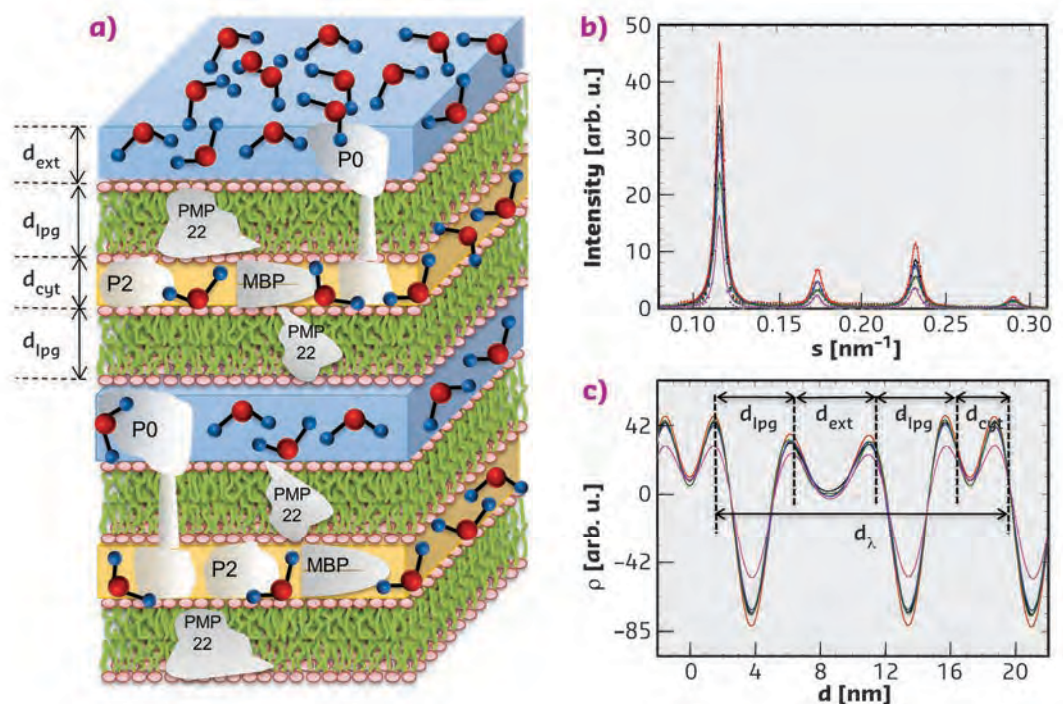 a)
d_ext
P0
d_lpg
PMP
22
d_cyt
P2
MBP
d_lpg
PMP
22
P0
PMP
22
P2
MBP
PMP
22
b)
50
40
30
20
10
0
Intensity [arb. u.]
0.10 0.15 0.20 0.25 0.30
s [nm⁻¹]
c)
d_lpg d_ext d_lpg d_cyt
42
0
−42
−85
ρ [arb. u.]
d_λ
0 4 8 12 16 20
d [nm]